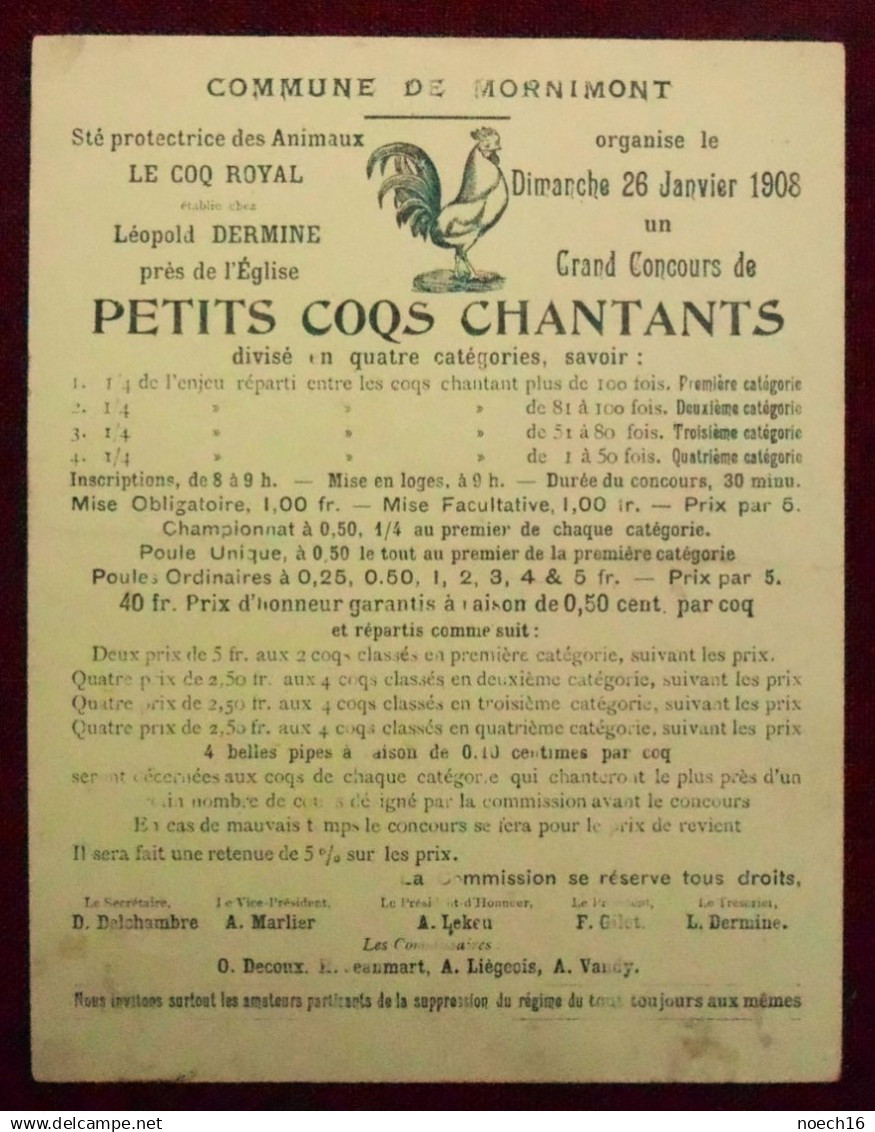 COMMUNE DE MORNIMONT
Sté protectrice des Animaux
LE COQ ROYAL
établie chez
Léopold DERMINE
près de l'Église
organise le
Dimanche 26 Janvier 1908
un
Grand Concours de
PETITS COQS CHANTANTS
divisé en quatre catégories, savoir :
1. 1/4 de l'enjeu réparti entre les coqs chantant plus de 100 fois. Première catégorie
2. 1/4 » » » de 81 à 100 fois. Deuxième catégorie
3. 1/4 » » » de 51 à 80 fois. Troisième catégorie
4. 1/4 » » » de 1 à 50 fois. Quatrième catégorie
Inscriptions, de 8 à 9 h. — Mise en loges, à 9 h. — Durée du concours, 30 minu.
Mise Obligatoire, 1,00 fr. — Mise Facultative, 1,00 fr. — Prix par 5.
Championnat à 0,50, 1/4 au premier de chaque catégorie.
Poule Unique, à 0,50 le tout au premier de la première catégorie
Poules Ordinaires à 0,25, 0.50, 1, 2, 3, 4 & 5 fr. — Prix par 5.
40 fr. Prix d'honneur garantis à raison de 0,50 cent. par coq
et répartis comme suit :
Deux prix de 5 fr. aux 2 coqs classés en première catégorie, suivant les prix.
Quatre prix de 2,50 fr. aux 4 coqs classés en deuxième catégorie, suivant les prix
Quatre prix de 2,50 fr. aux 4 coqs classés en troisième catégorie, suivant les prix
Quatre prix de 2,50 fr. aux 4 coqs classés en quatrième catégorie, suivant les prix
4 belles pipes à raison de 0.10 centimes par coq
seront décernées aux coqs de chaque catégorie qui chanteront le plus près d'un
nombre de désigné par la commission avant le concours
En cas de mauvais temps le concours se fera pour le prix de revient
Il sera fait une retenue de 5 % sur les prix.
La Commission se réserve tous droits,
Le Secrétaire, Le Vice-Président, Le Président d'Honneur, Le Président, Le Trésorier,
D. Delchambre A. Marlier A. Lekeu F. L. Dermine.
Les Commissaires
O. Decoux, A. Liégeois, A.
Nous invitons surtout les amateurs partisans de la suppression du régime du tout toujours aux mêmes
delcampe.net
noech16